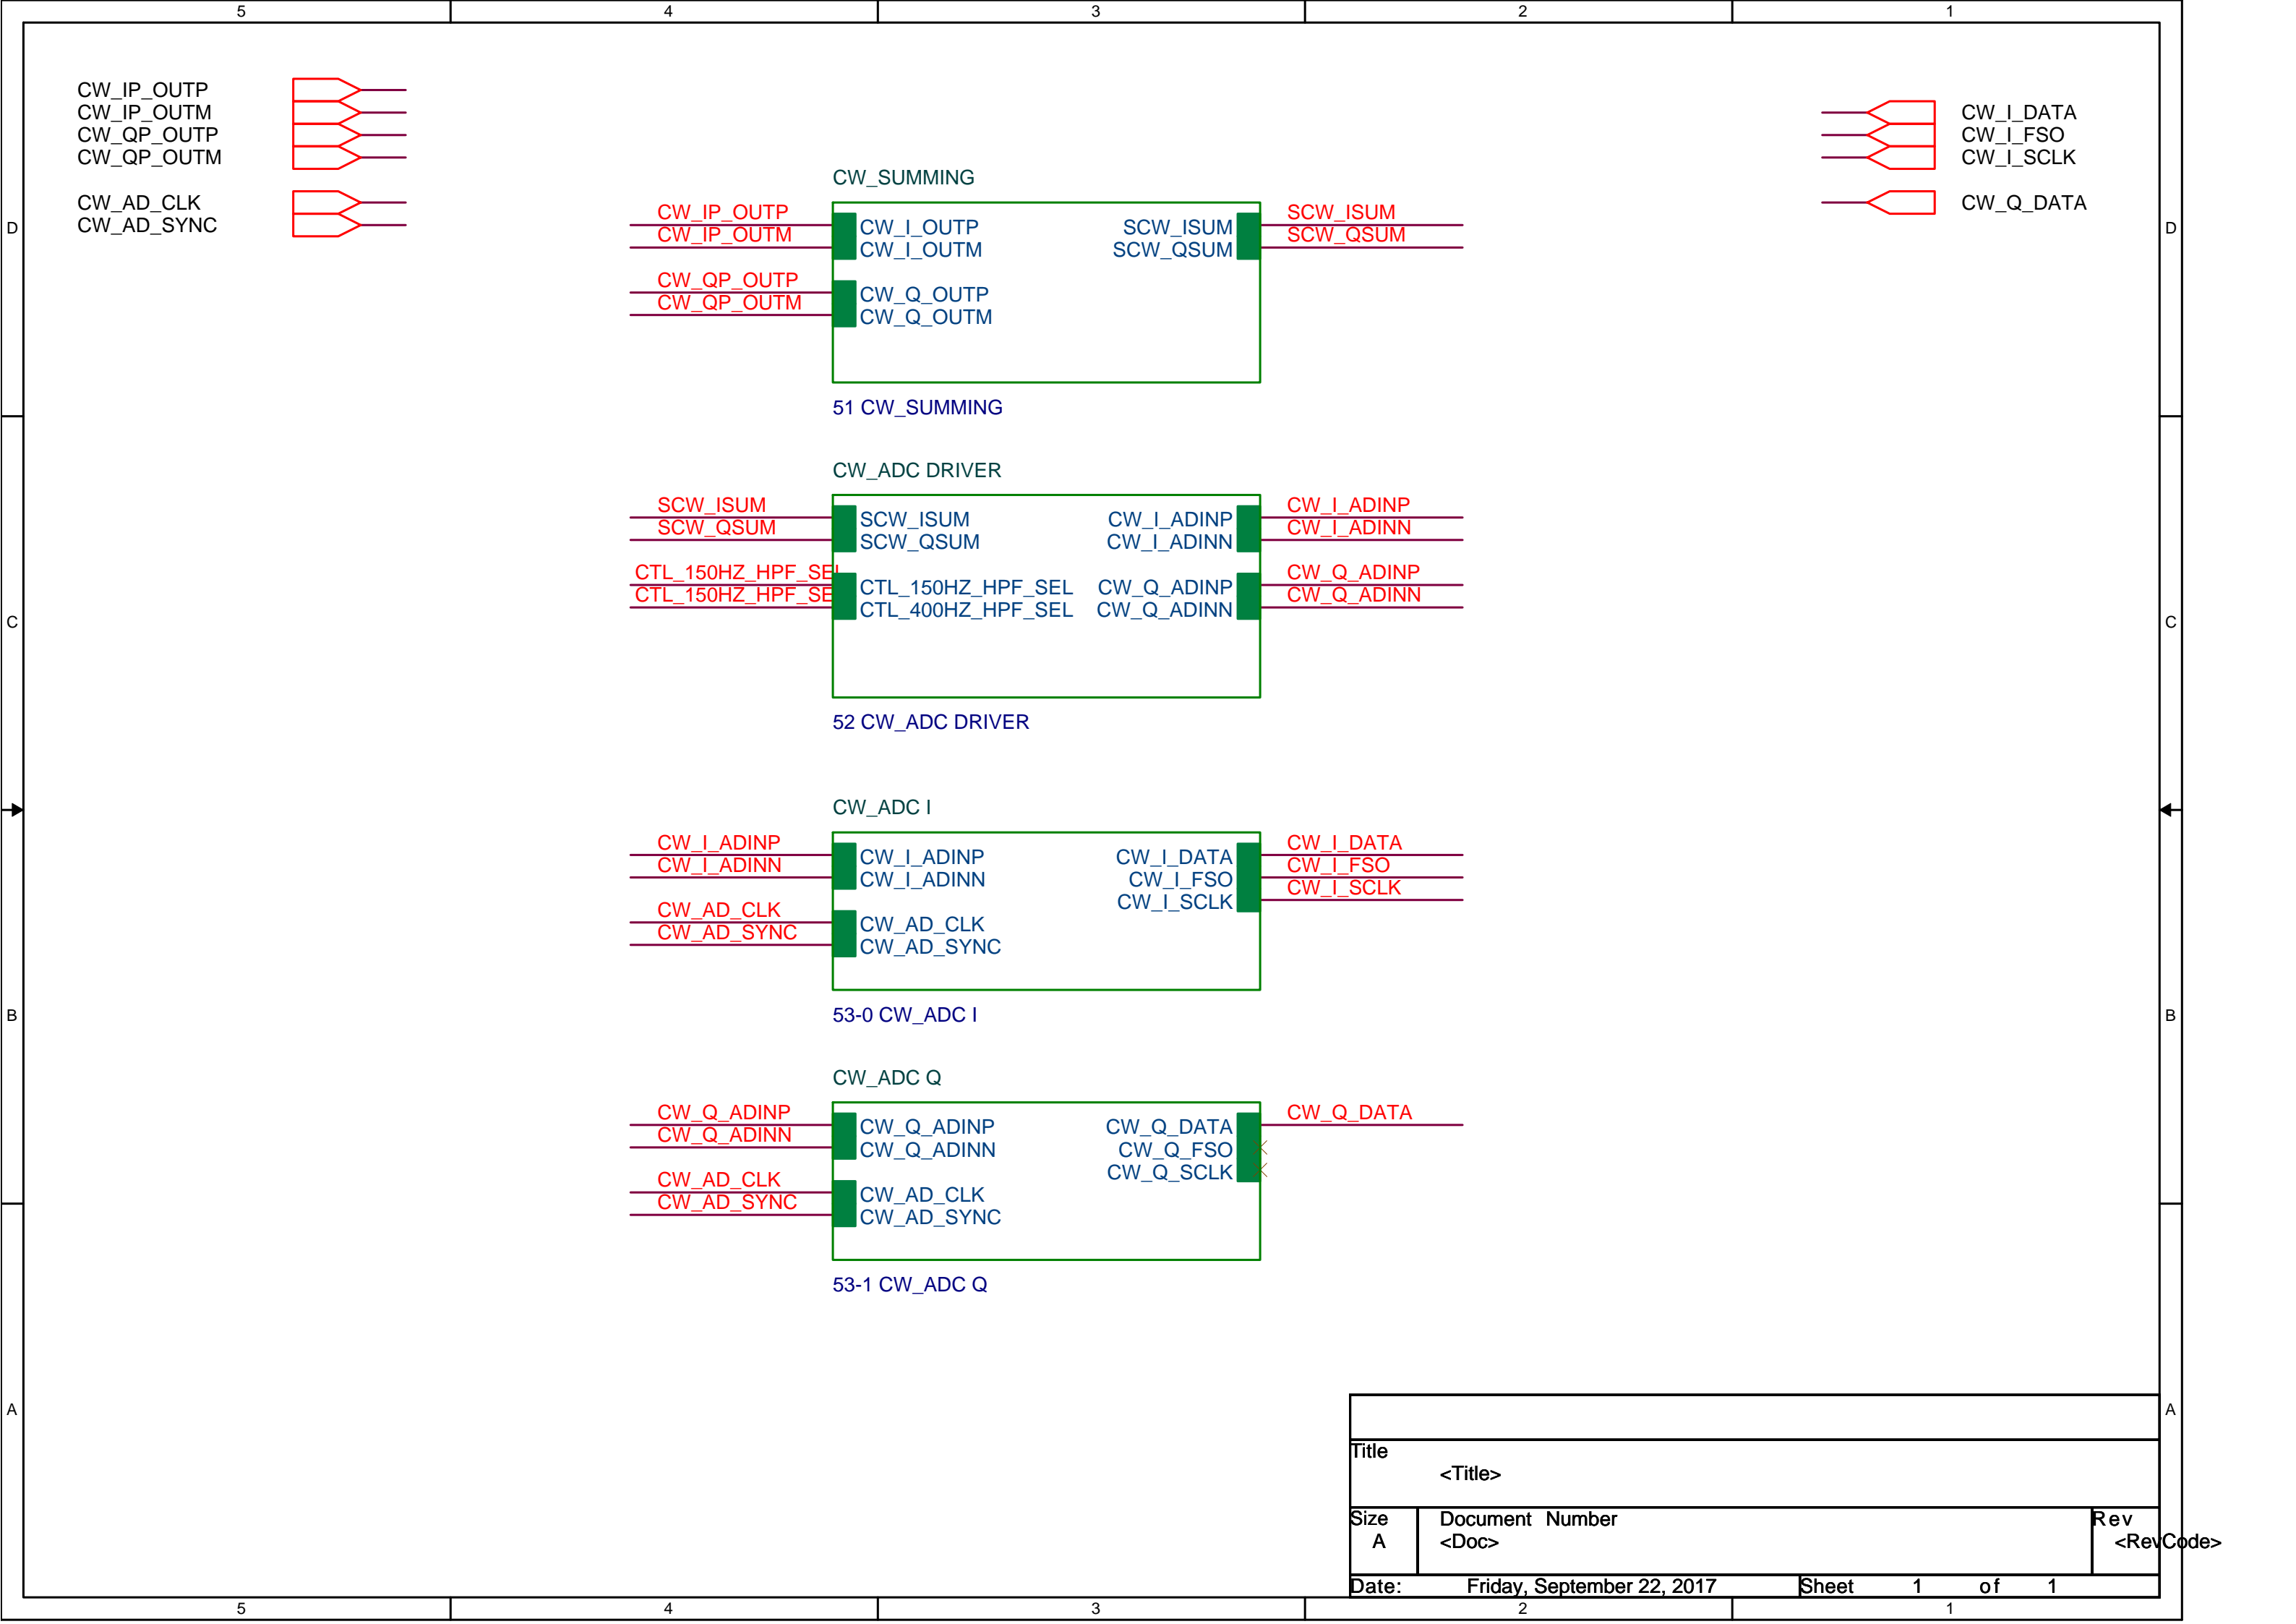 5 4 3 2 1
CW_IP_OUTP
CW_IP_OUTM
CW_QP_OUTP
CW_QP_OUTM
CW_AD_CLK
CW_AD_SYNC
CW_I_DATA
CW_I_FSO
CW_I_SCLK
CW_Q_DATA
D
D
CW_SUMMING
CW_IP_OUTP
CW_IP_OUTM
CW_QP_OUTP
CW_QP_OUTM
CW_I_OUTP
CW_I_OUTM
CW_Q_OUTP
CW_Q_OUTM
SCW_ISUM
SCW_QSUM
SCW_ISUM
SCW_QSUM
51 CW_SUMMING
CW_ADC DRIVER
SCW_ISUM
SCW_QSUM
CTL_150HZ_HPF_SEL
CTL_150HZ_HPF_SE
SCW_ISUM
SCW_QSUM
CTL_150HZ_HPF_SEL
CTL_400HZ_HPF_SEL
CW_I_ADINP
CW_I_ADINN
CW_Q_ADINP
CW_Q_ADINN
CW_I_ADINP
CW_I_ADINN
CW_Q_ADINP
CW_Q_ADINN
C
C
52 CW_ADC DRIVER
CW_ADC I
CW_I_ADINP
CW_I_ADINN
CW_AD_CLK
CW_AD_SYNC
CW_I_ADINP
CW_I_ADINN
CW_AD_CLK
CW_AD_SYNC
CW_I_DATA
CW_I_FSO
CW_I_SCLK
CW_I_DATA
CW_I_FSO
CW_I_SCLK
53-0 CW_ADC I
B
B
CW_ADC Q
CW_Q_ADINP
CW_Q_ADINN
CW_AD_CLK
CW_AD_SYNC
CW_Q_ADINP
CW_Q_ADINN
CW_AD_CLK
CW_AD_SYNC
CW_Q_DATA
CW_Q_FSO
CW_Q_SCLK
CW_Q_DATA
53-1 CW_ADC Q
A
A
Title
<Title>
Size
A
Document Number
<Doc>
Rev
<RevCode>
Date: Friday, September 22, 2017 Sheet 1 of 1
5 4 3 2 1